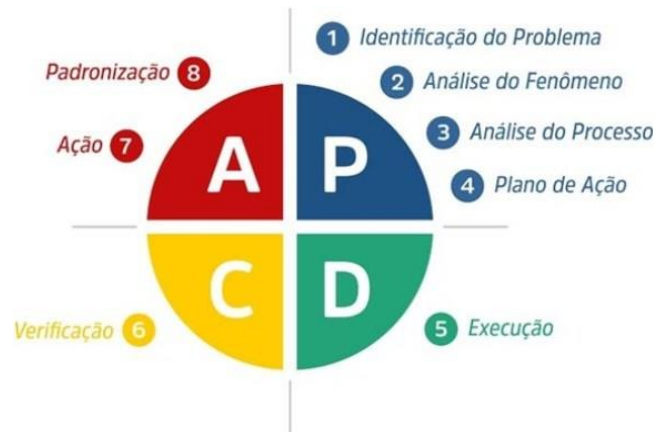 1 Identificação do Problema
2 Análise do Fenômeno
3 Análise do Processo
4 Plano de Ação
5 Execução
Verificação 6
Ação 7
Padronização 8
A P
C D